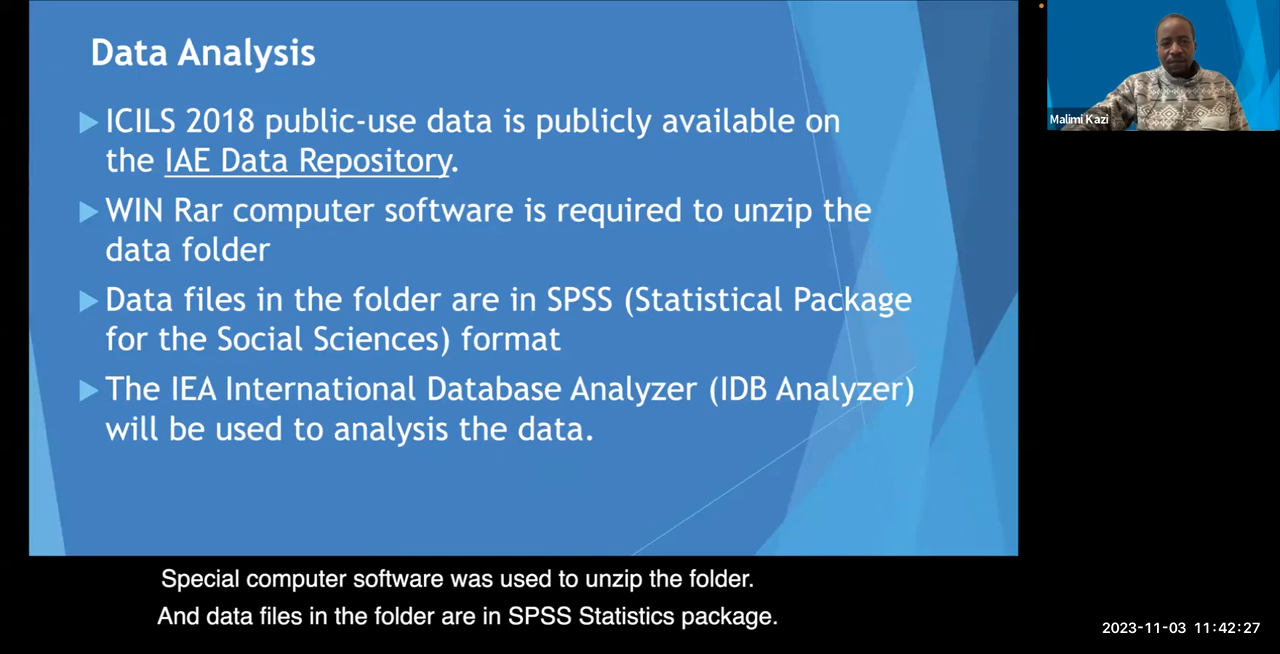 Data Analysis
ICILS 2018 public-use data is publicly available on
the IAE Data Repository.
WIN Rar computer software is required to unzip the
data folder
Data files in the folder are in SPSS (Statistical Package
for the Social Sciences) format
The IEA International Database Analyzer (IDB Analyzer)
will be used to analysis the data.
Malimi Kazi
Special computer software was used to unzip the folder.
And data files in the folder are in SPSS Statistics package.
2023-11-03 11:42:27